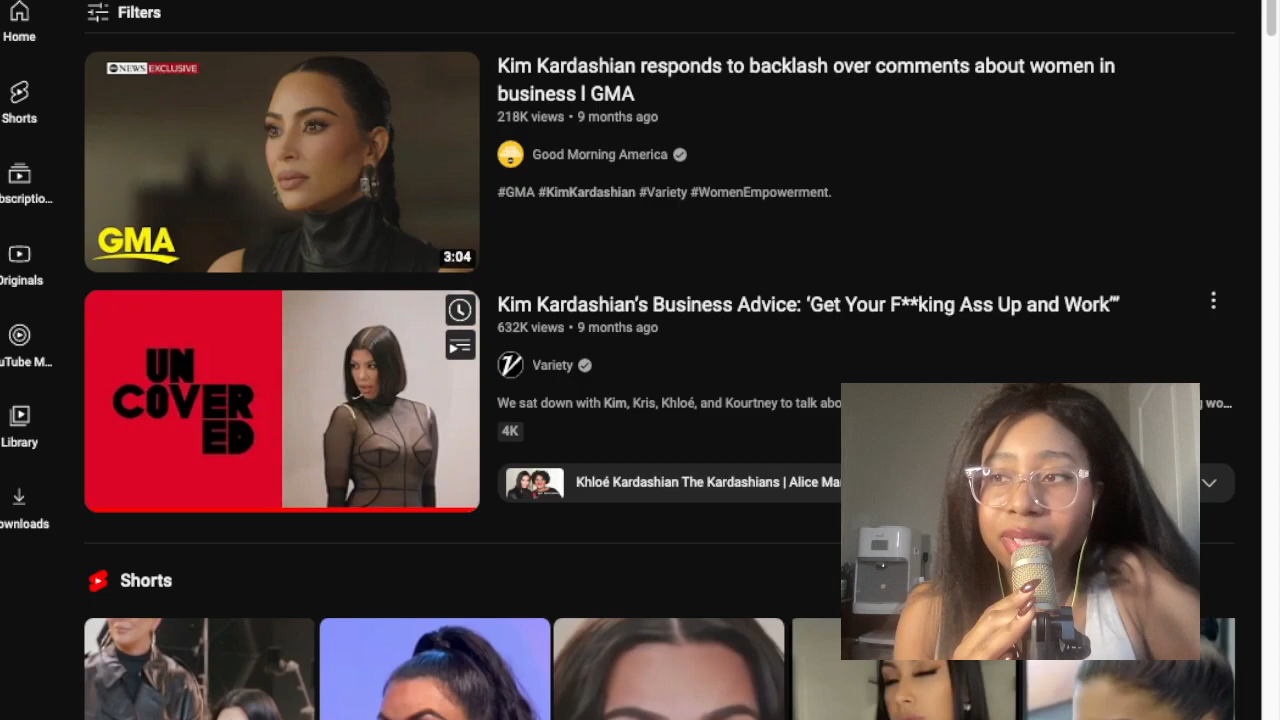 Filters
Home
Shorts
bscriptio...
Originals
uTube M...
Library
ownloads
abc NEWS EXCLUSIVE
GMA
3:04
Kim Kardashian responds to backlash over comments about women in
business l GMA
218K views • 9 months ago
Good Morning America
#GMA #KimKardashian #Variety #WomenEmpowerment.
UN
COVER
ED
Kim Kardashian's Business Advice: 'Get Your F**king Ass Up and Work'"
632K views • 9 months ago
V
Variety
We sat down with Kim, Kris, Khloé, and Kourtney to talk abo
g wo...
4K
Khloé Kardashian The Kardashians | Alice Ma
Shorts